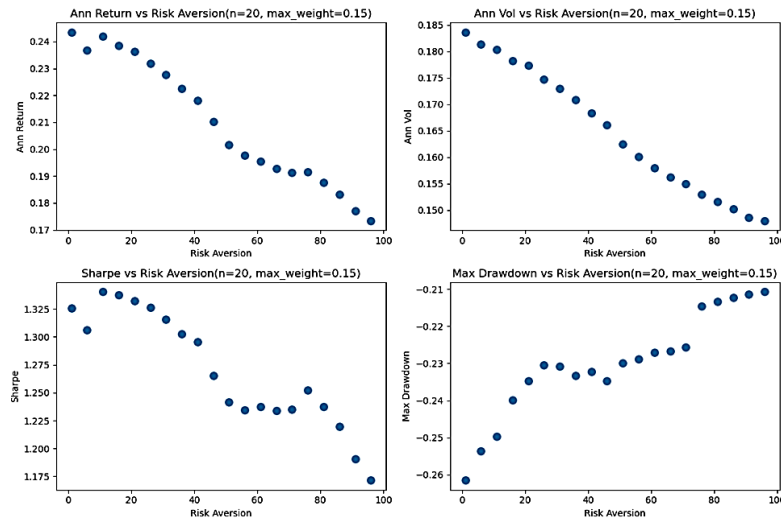 Ann Return vs Risk Aversion(n=20, max_weight=0.15)
0.24
0.23
0.22
0.21
0.20
0.19
0.18
0.17
Ann Return
0 20 40 60 80 100
Risk Aversion
Ann Vol vs Risk Aversion(n=20, max_weight=0.15)
0.185
0.180
0.175
0.170
0.165
0.160
0.155
0.150
Ann Vol
0 20 40 60 80 100
Risk Aversion
Sharpe vs Risk Aversion(n=20, max_weight=0.15)
1.325
1.300
1.275
1.250
1.225
1.200
1.175
Sharpe
0 20 40 60 80 100
Risk Aversion
Max Drawdown vs Risk Aversion(n=20, max_weight=0.15)
−0.21
−0.22
−0.23
−0.24
−0.25
−0.26
Max Drawdown
0 20 40 60 80 100
Risk Aversion